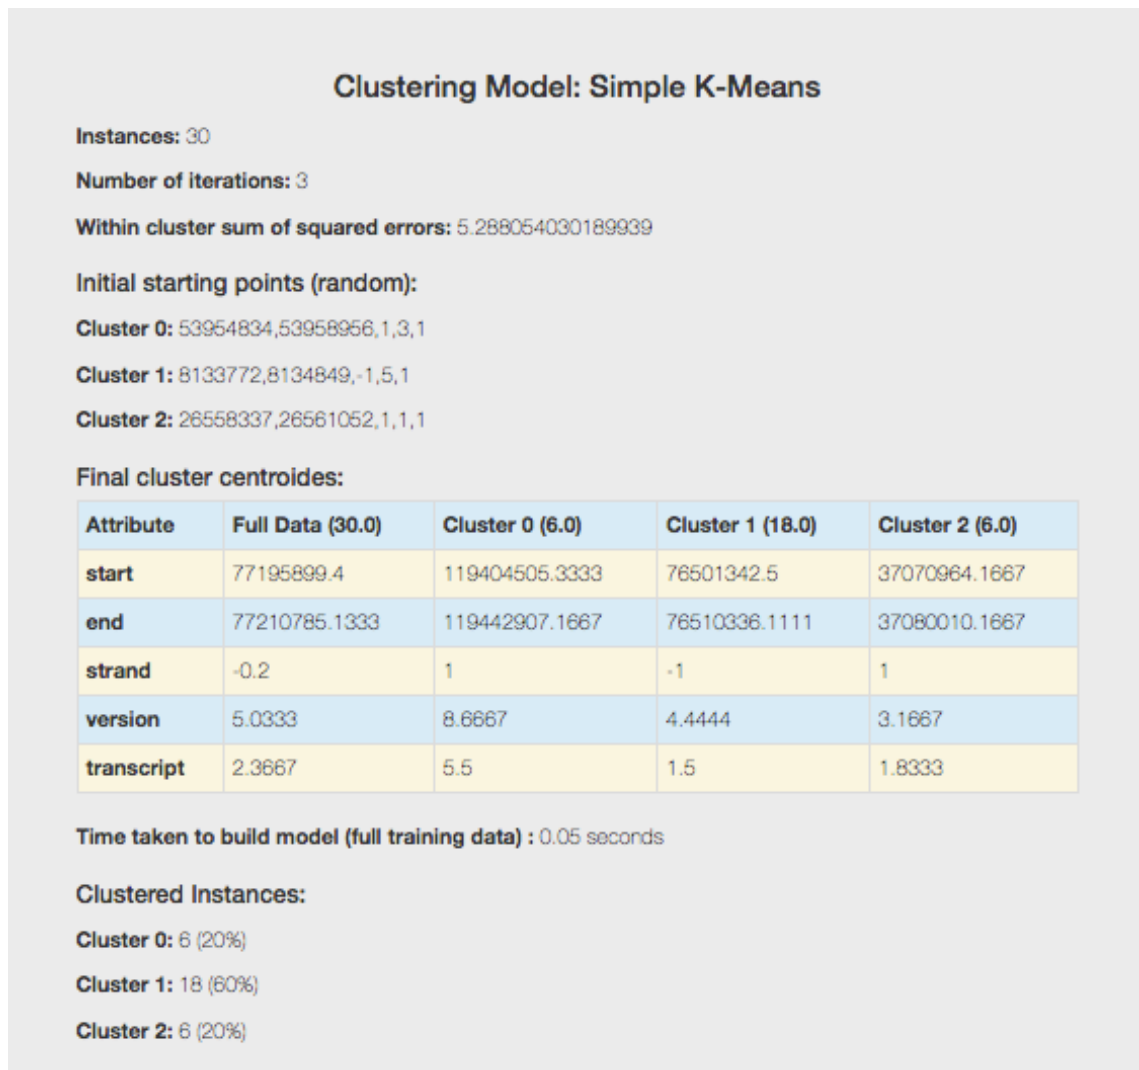 Clustering Model: Simple K-Means
Instances: 30
Number of iterations: 3
Within cluster sum of squared errors: 5.288054030189939
Initial starting points (random):
Cluster 0: 53954834,53958956,1,3,1
Cluster 1: 8133772,8134849,-1,5,1
Cluster 2: 26558337,26561052,1,1,1
Final cluster centroides:
Attribute Full Data (30.0) Cluster 0 (6.0) Cluster 1 (18.0) Cluster 2 (6.0)
start 77195899.4 119404505.3333 76501342.5 37070964.1667
end 77210785.1333 119442907.1667 76510336.1111 37080010.1667
strand -0.2 1 -1 1
version 5.0333 8.6667 4.4444 3.1667
transcript 2.3667 5.5 1.5 1.8333
Time taken to build model (full training data) : 0.05 seconds
Clustered Instances:
Cluster 0: 6 (20%)
Cluster 1: 18 (60%)
Cluster 2: 6 (20%)